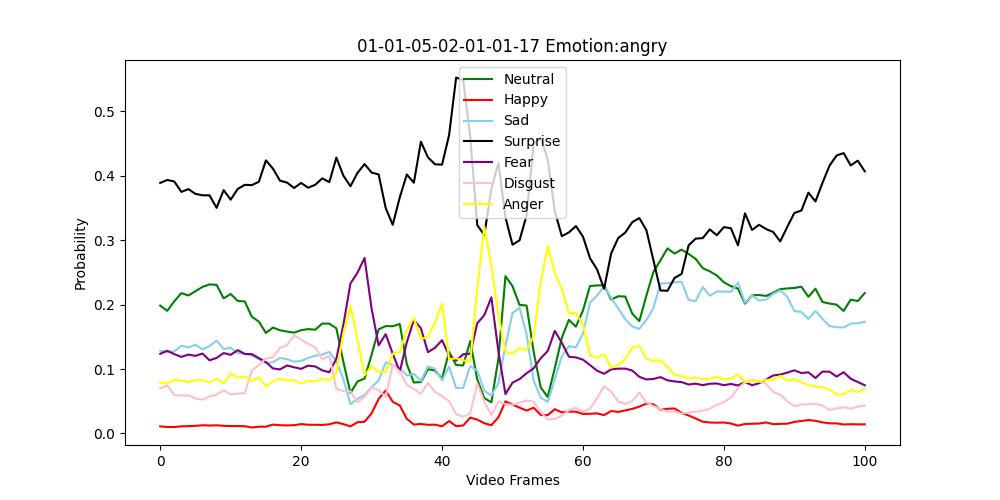 01-01-05-02-01-01-17 Emotion:angry
Neutral
Happy
Sad
Surprise
Fear
Disgust
Anger
Probability
0.5
0.4
0.3
0.2
0.1
0.0
0 20 40 60 80 100
Video Frames